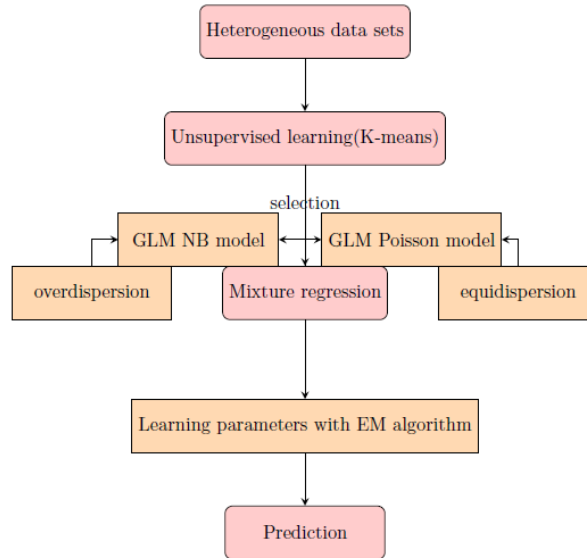 Heterogeneous data sets
Unsupervised learning(K-means)
selection
GLM NB model
GLM Poisson model
overdispersion
Mixture regression
equidispersion
Learning parameters with EM algorithm
Prediction